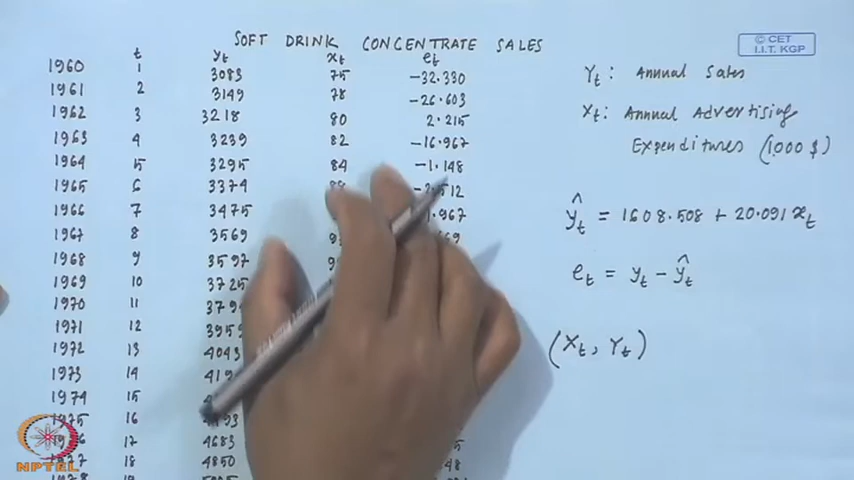 SOFT DRINK CONCENTRATE SALES
© CET
I.I.T. KGP
t yt xt et
1960 1 3083 75 -32.330
1961 2 3149 78 -26.603
1962 3 3218 80 2.215
1963 4 3239 82 -16.967
1964 5 3295 84 -1.148
1965 6 3374
1966 7 3475
1967 8 3569
1968 9 3597
1969 10 3725
1970 11
1971 12
1972 13 4043
1973 14
1974 15
1975 16
17 4683
18 4850
Yt : Annual Sales
Xt : Annual Advertising
Expenditures (1000 $)
ŷt = 1608.508 + 20.091 xt
et = yt - ŷt
(Xt, Yt)
NPTEL